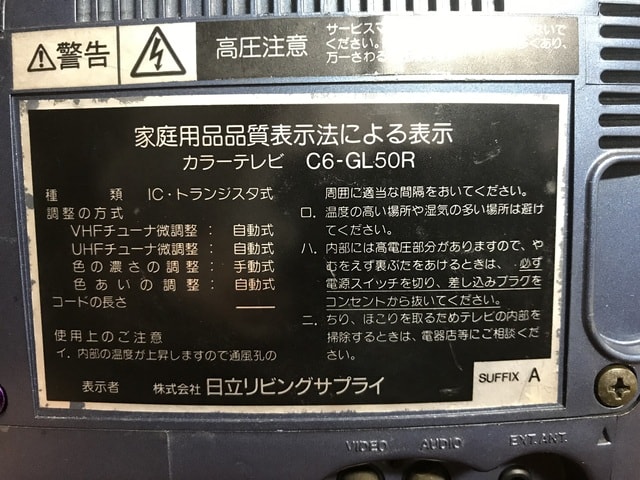 警告
高圧注意
サービスマ
ないで
ください。
くあり、
万一さわる
家庭用品品質表示法による表示
カラーテレビ C6-GL50R
種 類 IC・トランジスタ式
調整の方式
VHFチューナ微調整: 自動式
UHFチューナ微調整: 自動式
色の濃さの調整: 手動式
色あいの調整: 自動式
コードの長さ ——
使用上のご注意
イ. 内部の温度が上昇しますので通風孔の
周囲に適当な間隔をおいてください。
ロ. 温度の高い場所や湿気の多い場所は避け
てください。
ハ. 内部には高電圧部分がありますので、や
むをえず裏ぶたをあけるときは、必ず
電源スイッチを切り、差し込みプラグを
コンセントから抜いてください。
ニ. ちり、ほこりを取るためテレビの内部を
掃除するときは、電器店等にご相談くだ
さい。
表示者 株式会社 日立リビングサプライ
SUFFIX A
VIDEO AUDIO EXT.ANT.